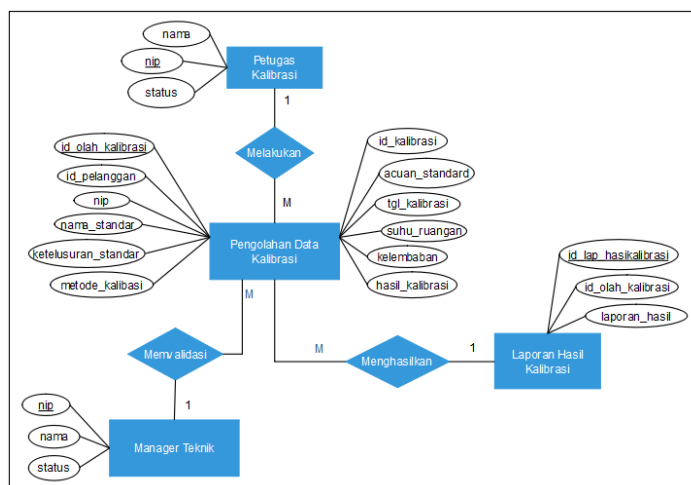 nama
nip
status
Petugas
Kalibrasi
1
Melakukan
M
id_olah_kalibrasi
id_pelanggan
nip
nama_standar
ketelusuran_standar
metode_kalibasi
Pengolahan Data
Kalibrasi
id_kalibrasi
acuan_standard
tgl_kalibrasi
suhu_ruangan
kelembaban
hasil_kalibrasi
M
Memvalidasi
1
nip
nama
status
Manager Teknik
M
Menghasilkan
1
id_lap_hasikalibrasi
id_olah_kalibrasi
laporan_hasil
Laporan Hasil
Kalibrasi